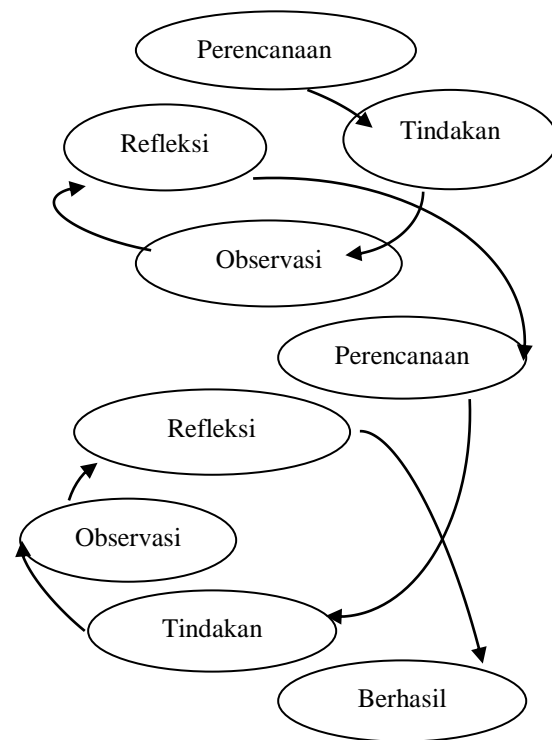 Perencanaan
Tindakan
Refleksi
Observasi
Perencanaan
Refleksi
Observasi
Tindakan
Berhasil